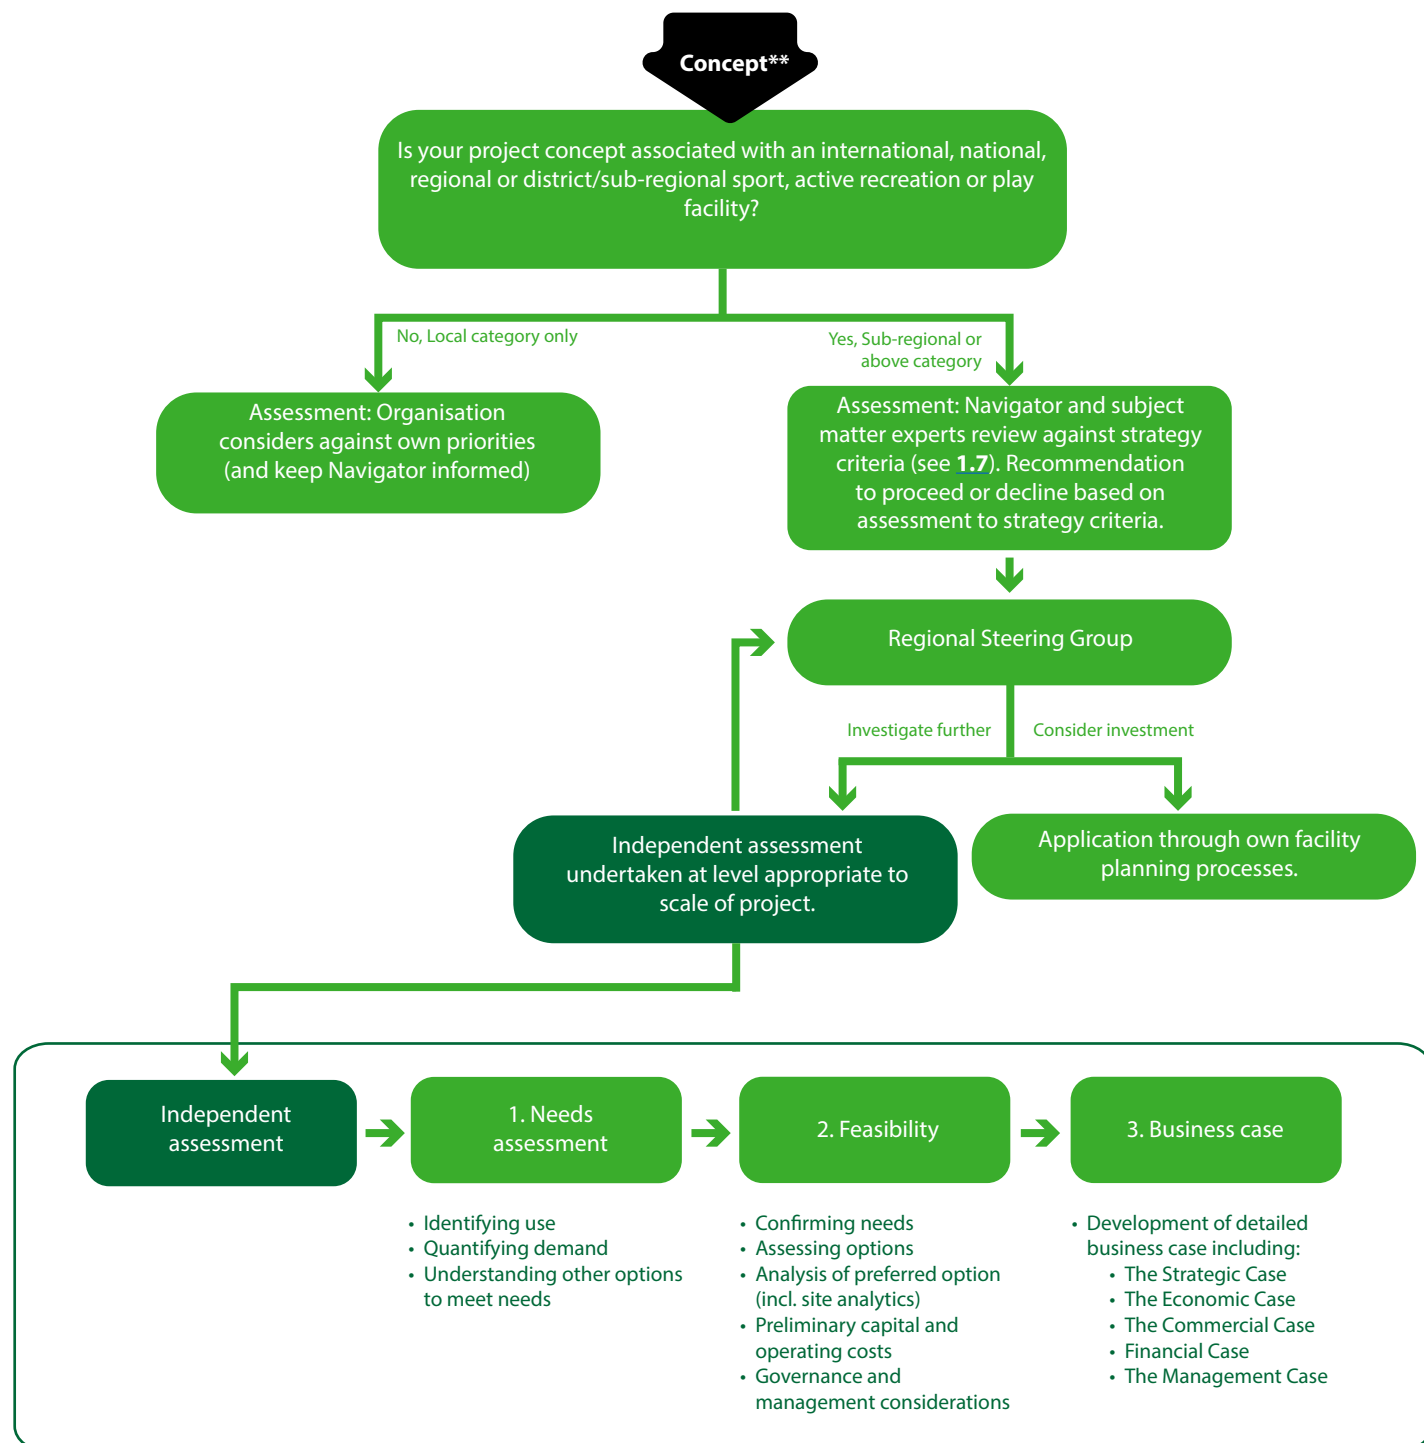 Concept**
Is your project concept associated with an international, national,
regional or district/sub-regional sport, active recreation or play
facility?
No, Local category only
Yes, Sub-regional or
above category
Assessment: Organisation
considers against own priorities
(and keep Navigator informed)
Assessment: Navigator and subject
matter experts review against strategy
criteria (see 1.7). Recommendation
to proceed or decline based on
assessment to strategy criteria.
Regional Steering Group
Investigate further
Consider investment
Independent assessment
undertaken at level appropriate to
scale of project.
Application through own facility
planning processes.
Independent
assessment
1. Needs
assessment
2. Feasibility
3. Business case
• Identifying use
• Quantifying demand
• Understanding other options
to meet needs
• Confirming needs
• Assessing options
• Analysis of preferred option
(incl. site analytics)
• Preliminary capital and
operating costs
• Governance and
management considerations
• Development of detailed
business case including:
• The Strategic Case
• The Economic Case
• The Commercial Case
• Financial Case
• The Management Case